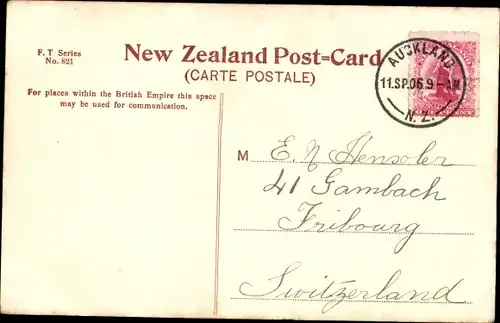 F. T Series
No. 821
New Zealand Post=Card
(CARTE POSTALE)
For places within the British Empire this space
may be used for communication.
AUCKLAND
11.SP.06.9-AM
N.Z.
M E. N Hensoler
41 Gambach
Fribourg
Switzerland